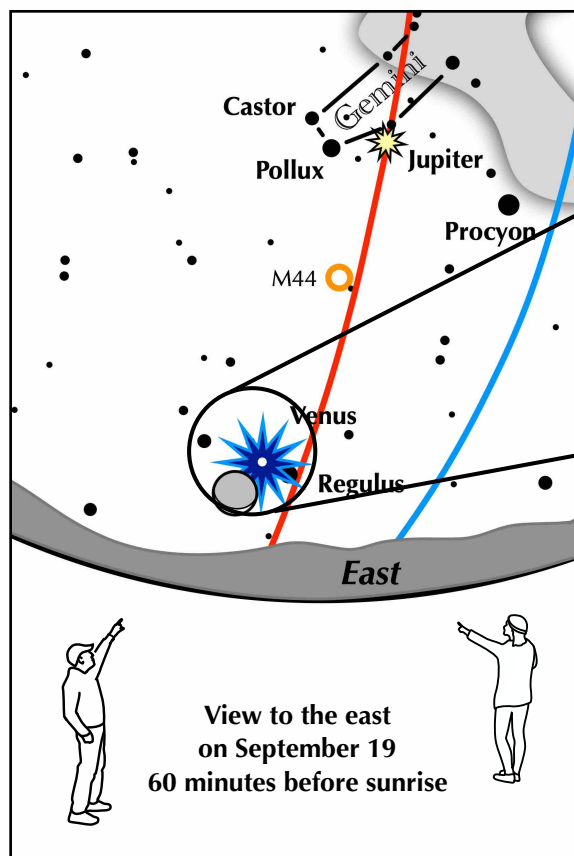 Gemini
Castor
Pollux
Jupiter
Procyon
M44
Venus
Regulus
East
View to the east
on September 19
60 minutes before sunrise